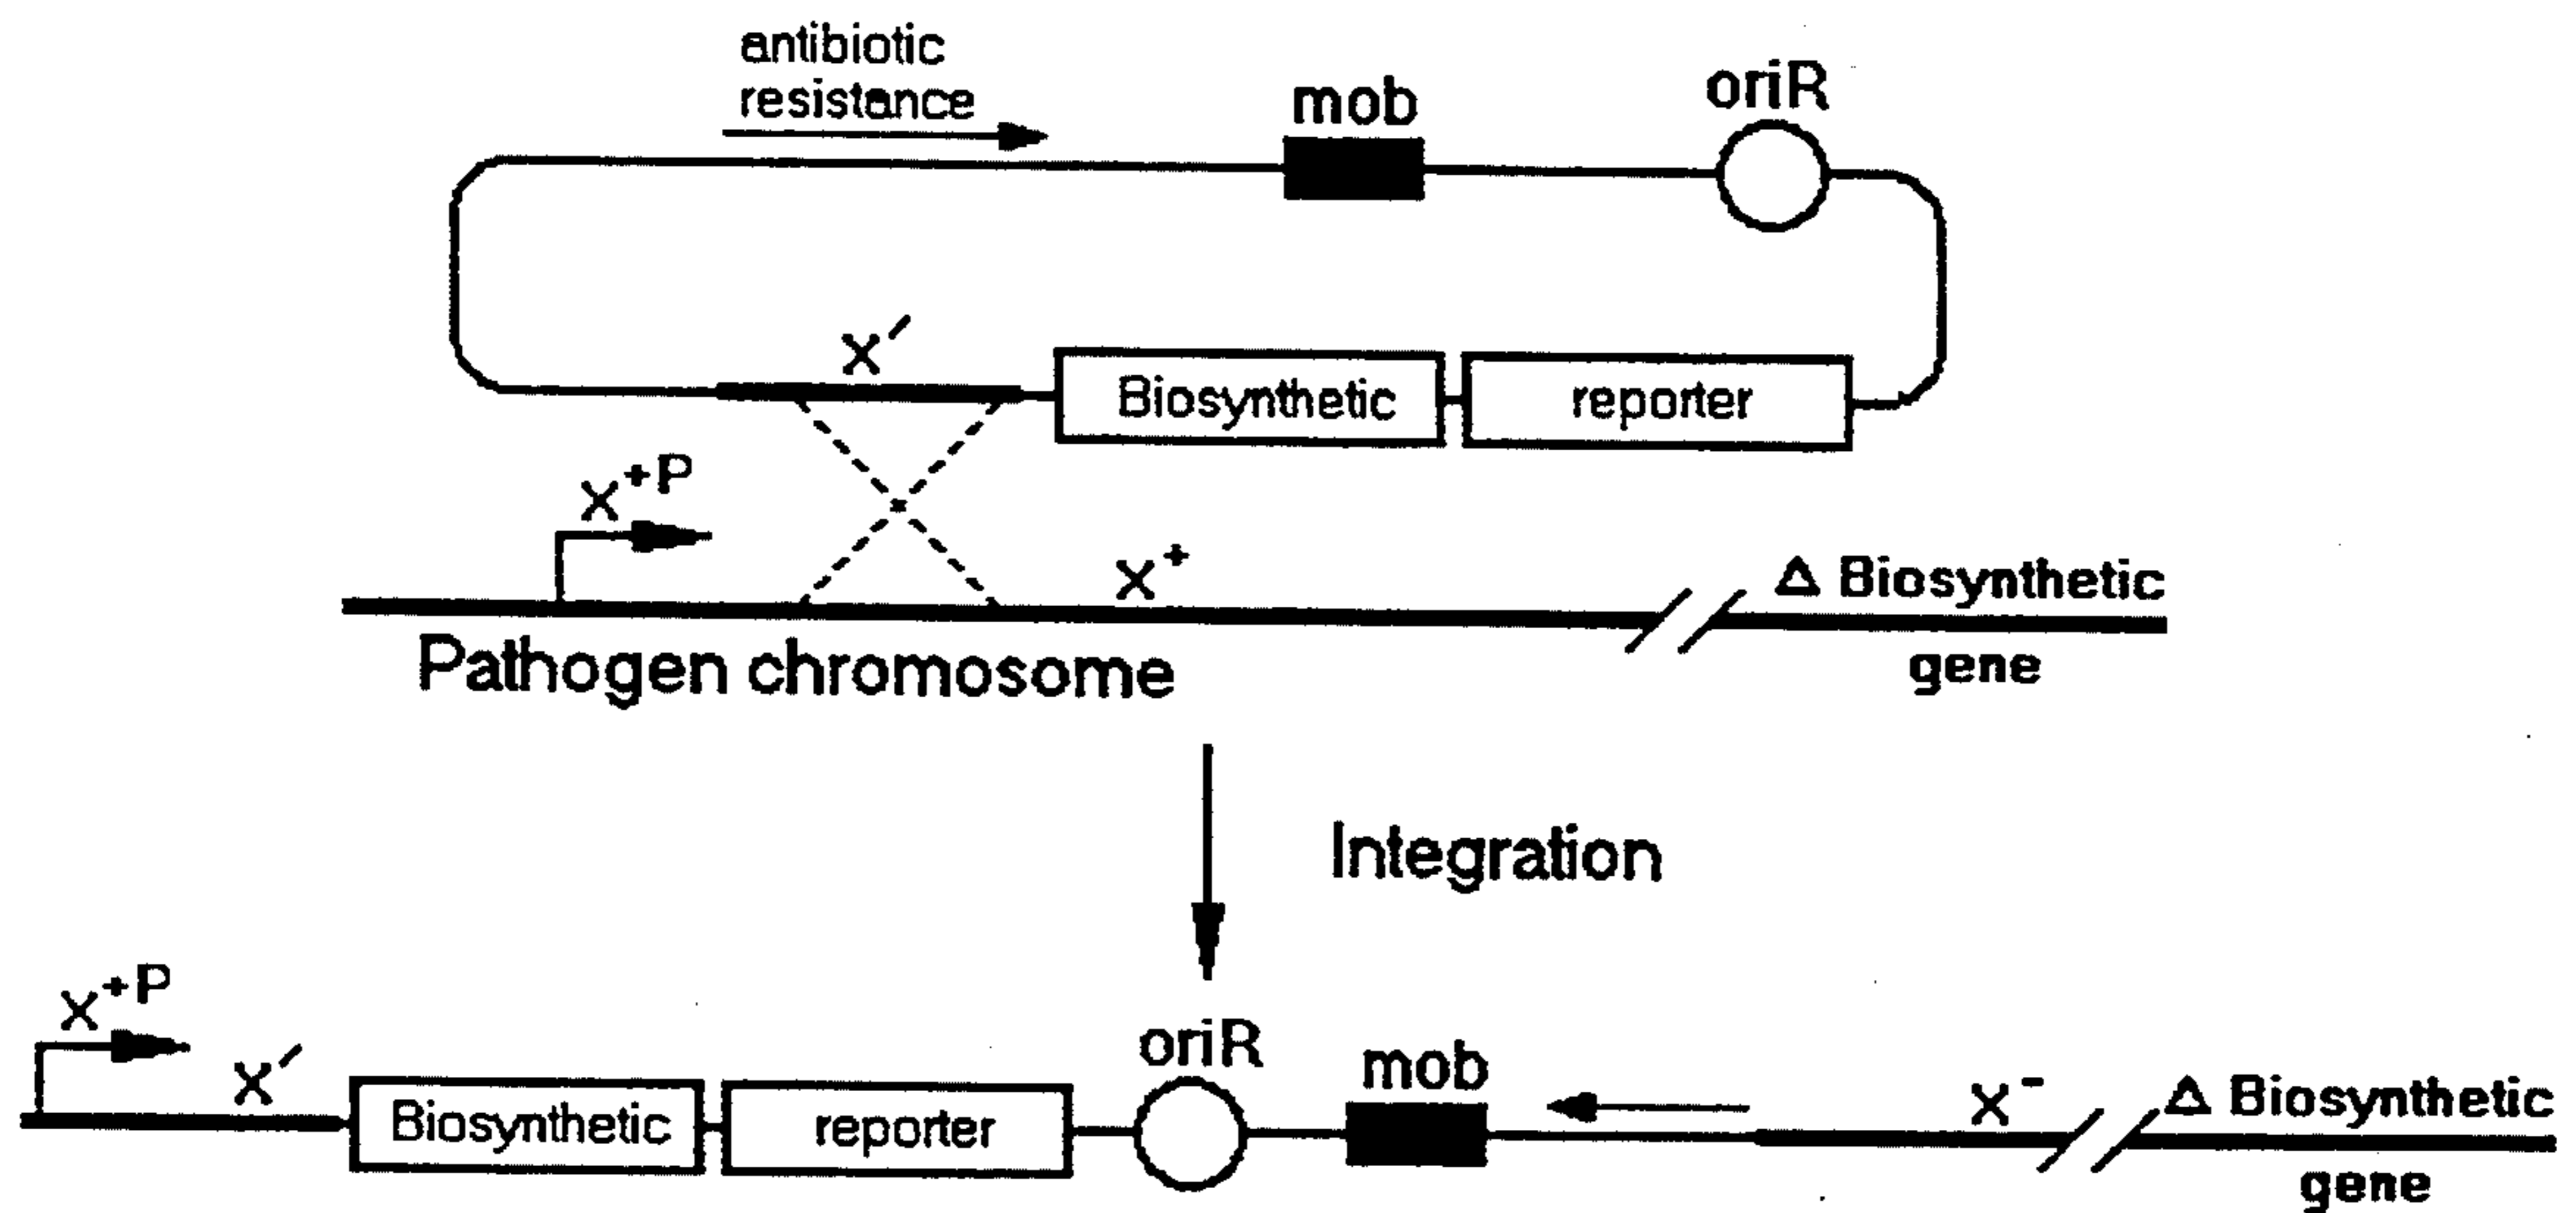 antibiotic
resistance
mob
oriR
X′
Biosynthetic
reporter
X+P
X+
Δ Biosynthetic
gene
Pathogen chromosome
Integration
X+P
X′
Biosynthetic
reporter
oriR
mob
X-
Δ Biosynthetic
gene